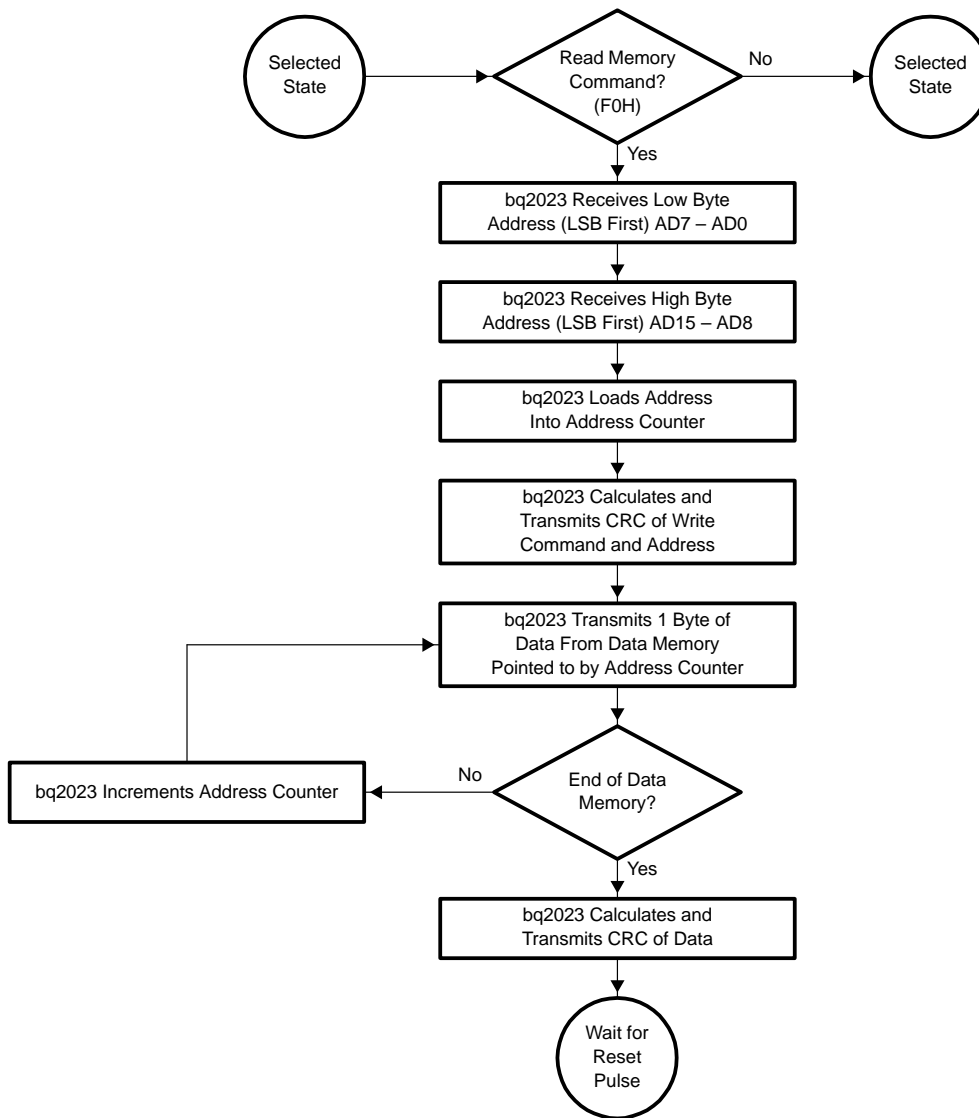 Selected
State
Read Memory
Command?
(F0H)
No
Selected
State
Yes
bq2023 Receives Low Byte
Address (LSB First) AD7 – AD0
bq2023 Receives High Byte
Address (LSB First) AD15 – AD8
bq2023 Loads Address
Into Address Counter
bq2023 Calculates and
Transmits CRC of Write
Command and Address
bq2023 Transmits 1 Byte of
Data From Data Memory
Pointed to by Address Counter
bq2023 Increments Address Counter
No
End of Data
Memory?
Yes
bq2023 Calculates and
Transmits CRC of Data
Wait for
Reset
Pulse